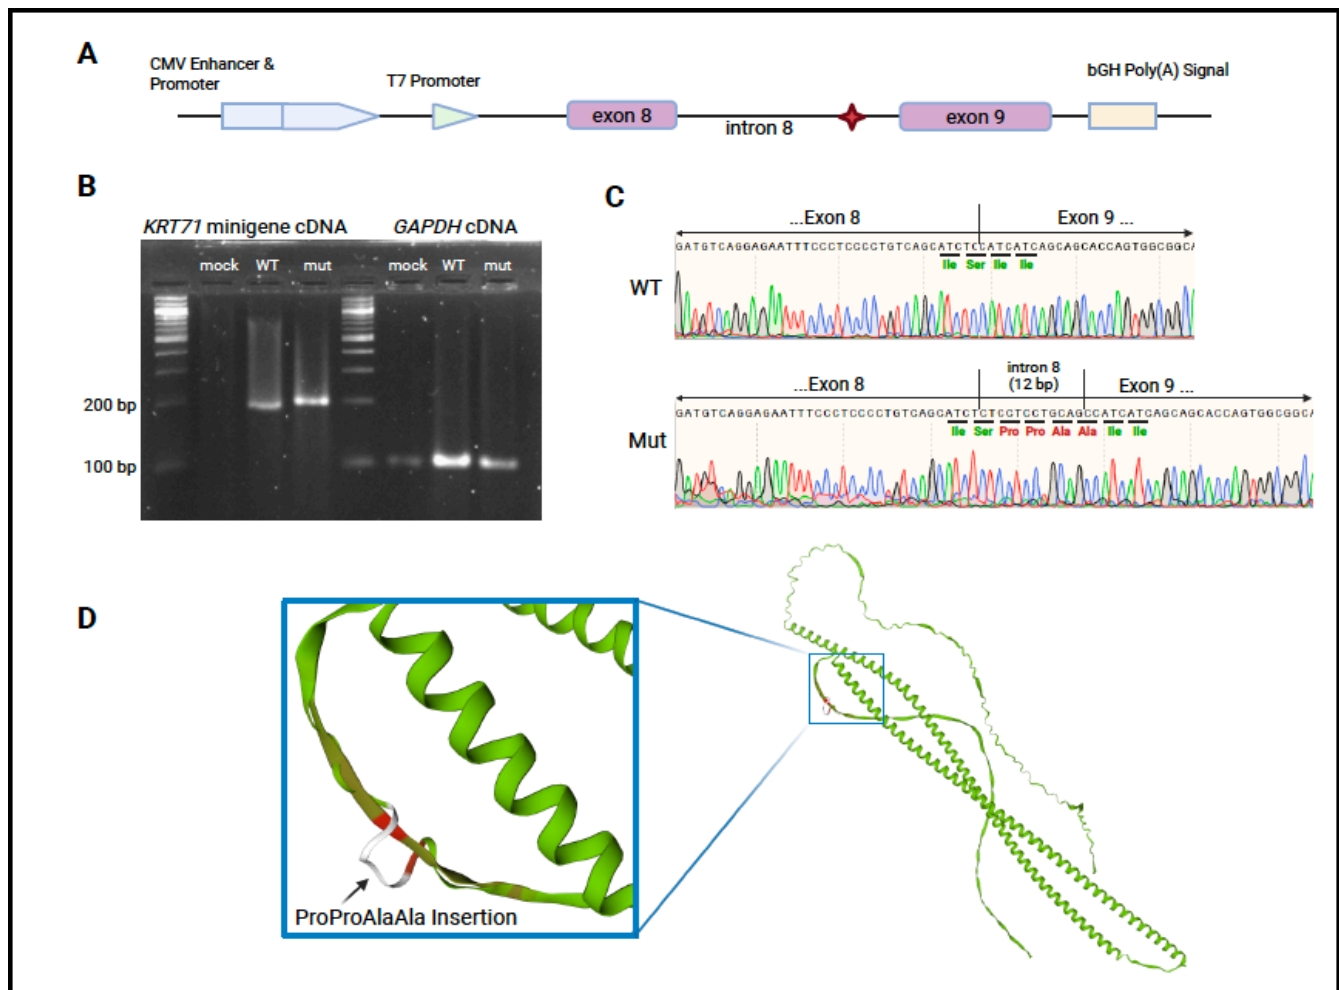 A
CMV Enhancer &
Promoter
T7 Promoter
bGH Poly(A) Signal
exon 8
intron 8
exon 9
B
KRT71 minigene cDNA
GAPDH cDNA
mock WT mut
mock WT mut
200 bp
100 bp
C
...Exon 8
Exon 9 ...
GATGTCAGGAGAATTTCCCTCCCCTGTCAGCATCTCCATCATCAGCAGCACCAGTGGCGGCA
Ile Ser Ile Ile
WT
...Exon 8
intron 8
(12 bp)
Exon 9 ...
GATGTCAGGAGAATTTCCCTCCCCTGTCAGCATCTCTCCTCCTGCAGCCATCATCAGCAGCACCAGTGGCGGCA
Ile Ser Pro Pro Ala Ala Ile Ile
Mut
D
ProProAlaAla Insertion